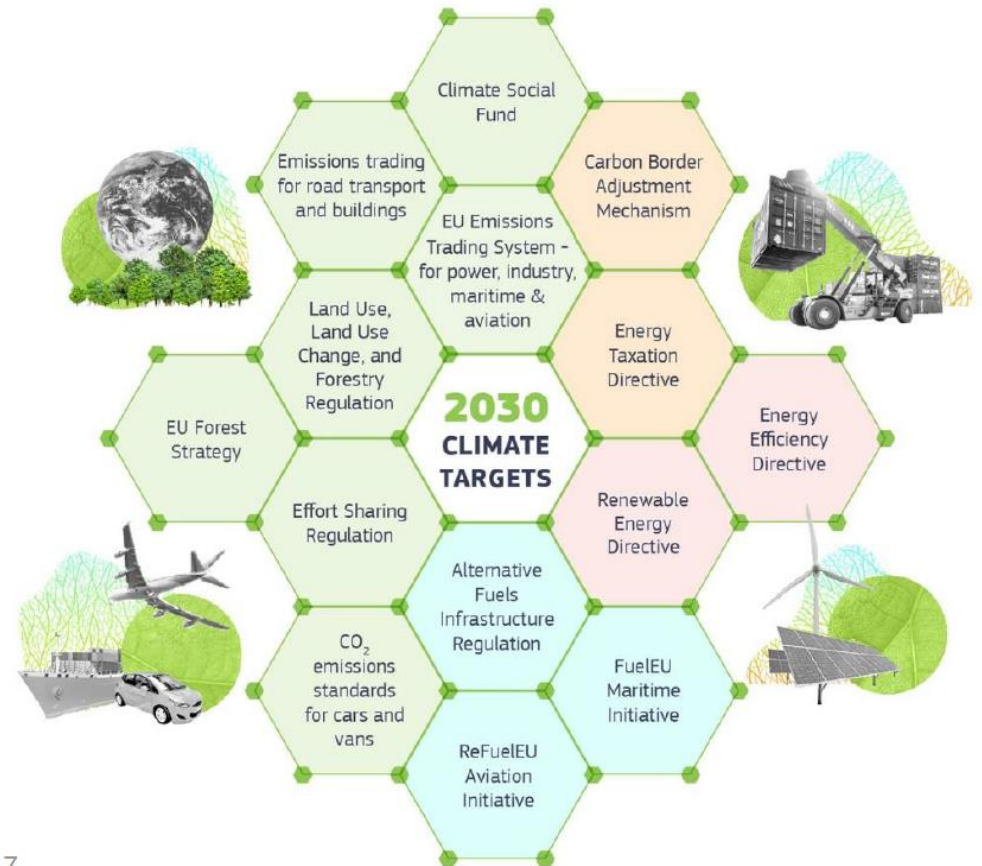 Climate Social
Fund
Emissions trading
for road transport
and buildings
Carbon Border
Adjustment
Mechanism
EU Emissions
Trading System –
for power, industry,
maritime &
aviation
Land Use,
Land Use
Change, and
Forestry
Regulation
Energy
Taxation
Directive
EU Forest
Strategy
2030
CLIMATE
TARGETS
Energy
Efficiency
Directive
Effort Sharing
Regulation
Renewable
Energy
Directive
Alternative
Fuels
Infrastructure
Regulation
CO₂
emissions
standards
for cars and
vans
FuelEU
Maritime
Initiative
ReFuelEU
Aviation
Initiative
7